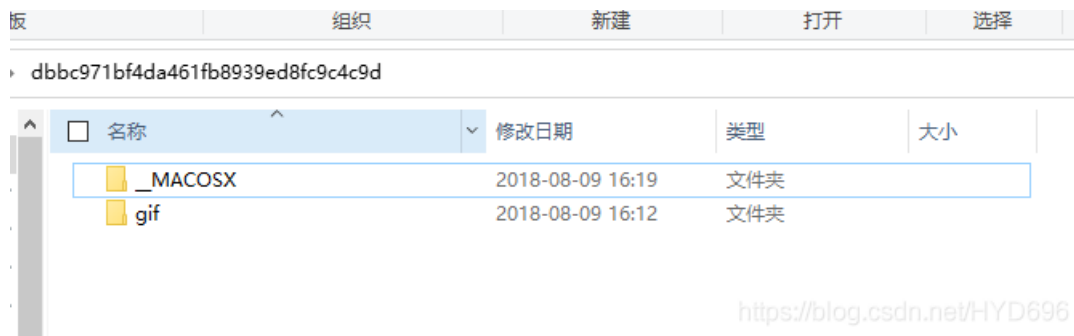 板 组织 新建 打开 选择
dbbc971bf4da461fb8939ed8fc9c4c9d
名称 修改日期 类型 大小
__MACOSX 2018-08-09 16:19 文件夹
gif 2018-08-09 16:12 文件夹
https://blog.csdn.net/HYD696